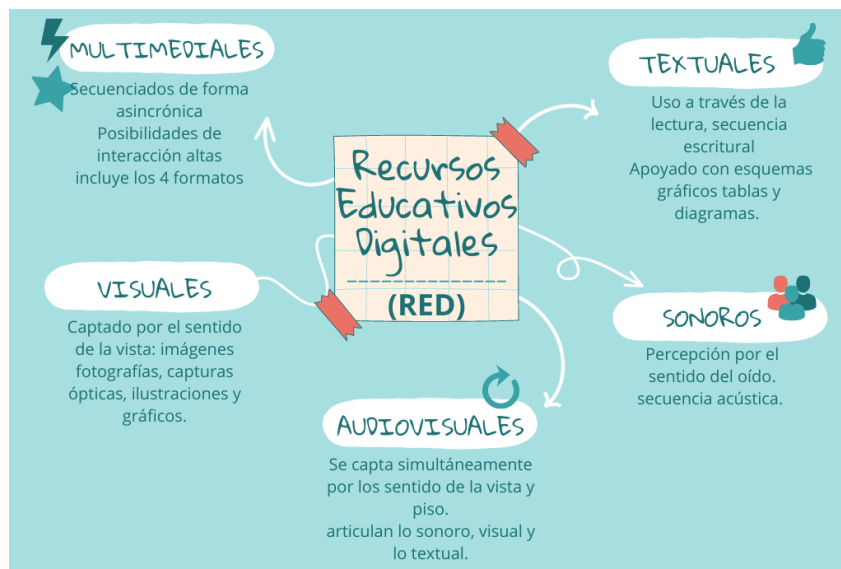 Recursos
Educativos
Digitales
(RED)
MULTIMEDIALES
Secuenciados de forma
asincrónica
Posibilidades de
interacción altas
incluye los 4 formatos
TEXTUALES
Uso a través de la
lectura, secuencia
escritural
Apoyado con esquemas
gráficos tablas y
diagramas.
VISUALES
Captado por el sentido
de la vista: imágenes
fotografías, capturas
ópticas, ilustraciones y
gráficos.
SONOROS
Percepción por el
sentido del oído.
secuencia acústica.
AUDIOVISUALES
Se capta simultáneamente
por los sentido de la vista y
piso.
articulan lo sonoro, visual y
lo textual.